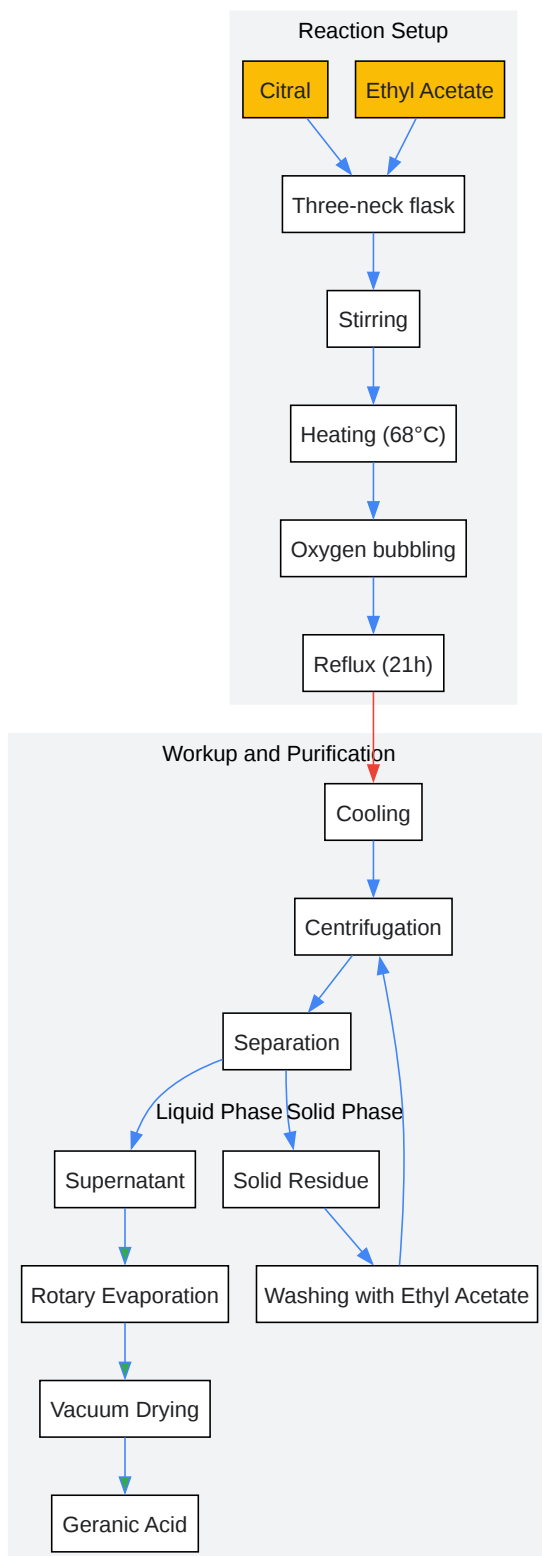 Reaction Setup
Citral
Ethyl Acetate
Three-neck flask
Stirring
Heating (68°C)
Oxygen bubbling
Reflux (21h)
Workup and Purification
Cooling
Centrifugation
Separation
Liquid Phase
Solid Phase
Supernatant
Solid Residue
Rotary Evaporation
Washing with Ethyl Acetate
Vacuum Drying
Geranic Acid